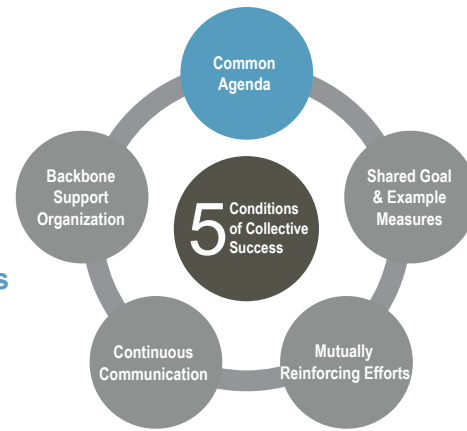 Common
Agenda
Backbone
Support
Organization
Shared Goal
& Example
Measures
5 Conditions
of Collective
Success
s
Continuous
Communication
Mutually
Reinforcing Efforts